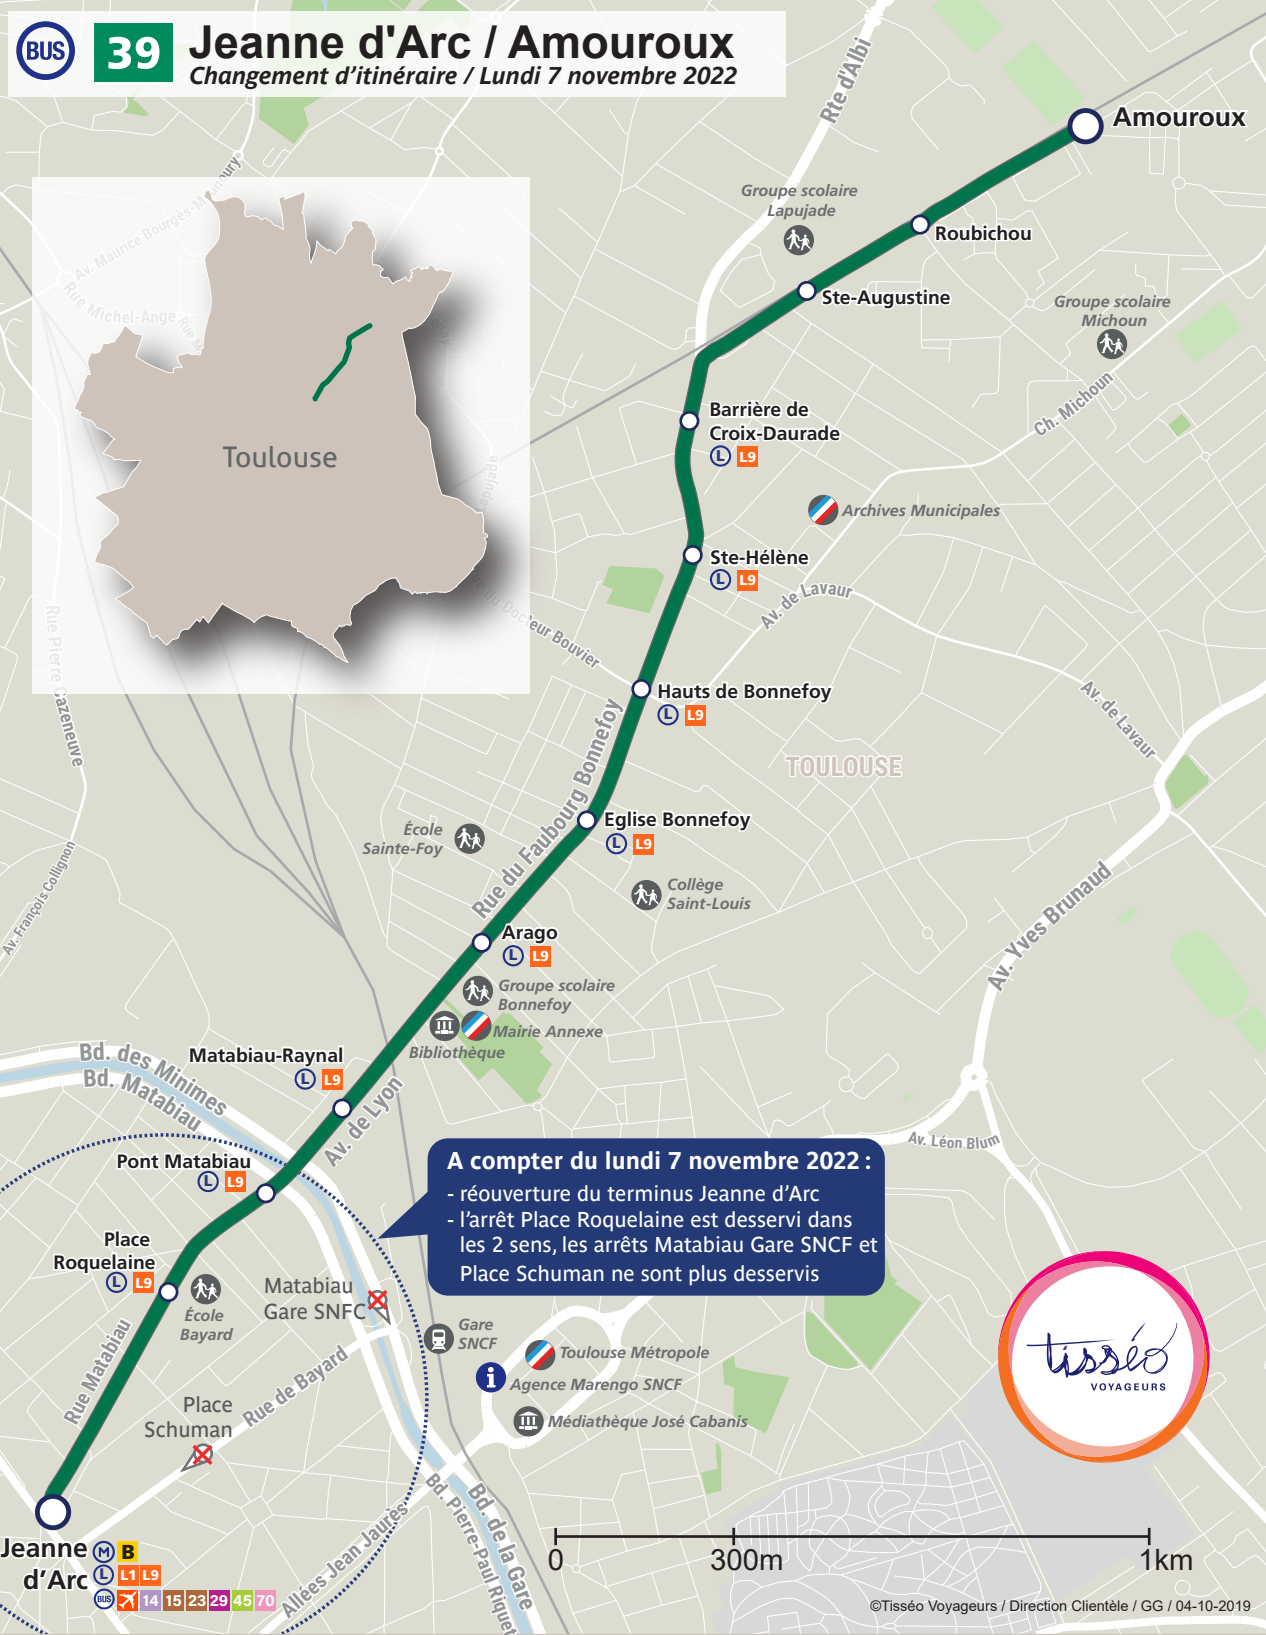 BUS
39
Jeanne d'Arc / Amouroux
Changement d'itinéraire / Lundi 7 novembre 2022
Rte d'Albi
Amouroux
Groupe scolaire
Lapujade
Roubichou
Ste-Augustine
Groupe scolaire
Michoun
Ch. Michoun
Av. Maurice Bourgès-Maunoury
Rue Michel-Ange
Toulouse
Barrière de
Croix-Daurade
L L9
Archives Municipales
Ste-Hélène
L L9
Av. de Lavaur
Hauts de Bonnefoy
L L9
Av. de Lavaur
Rue Pierre Cazeneuve
TOULOUSE
Rue du Faubourg Bonnefoy
Eglise Bonnefoy
L L9
École
Sainte-Foy
Collège
Saint-Louis
Av. François Collignon
Av. Yves Brunaud
Arago
L L9
Groupe scolaire
Bonnefoy
Mairie Annexe
Bibliothèque
Bd. des Minimes
Bd. Matabiau
Matabiau-Raynal
L L9
Av. de Lyon
Av. Léon Blum
Pont Matabiau
L L9
A compter du lundi 7 novembre 2022 :
- réouverture du terminus Jeanne d'Arc
- l'arrêt Place Roquelaine est desservi dans
les 2 sens, les arrêts Matabiau Gare SNCF et
Place Schuman ne sont plus desservis
Place
Roquelaine
L L9
École
Bayard
Matabiau
Gare SNFC
Gare
SNCF
Toulouse Métropole
Agence Marengo SNCF
Médiathèque José Cabanis
Rue Matabiau
Rue de Bayard
Place
Schuman
tisséo
VOYAGEURS
Bd. Pierre-Paul Riquet
Bd. de la Gare
Allées Jean Jaurès
Jeanne
d'Arc
M B
L L1 L9
BUS 14 15 23 29 45 70
0 300m 1km
©Tisséo Voyageurs / Direction Clientèle / GG / 04-10-2019